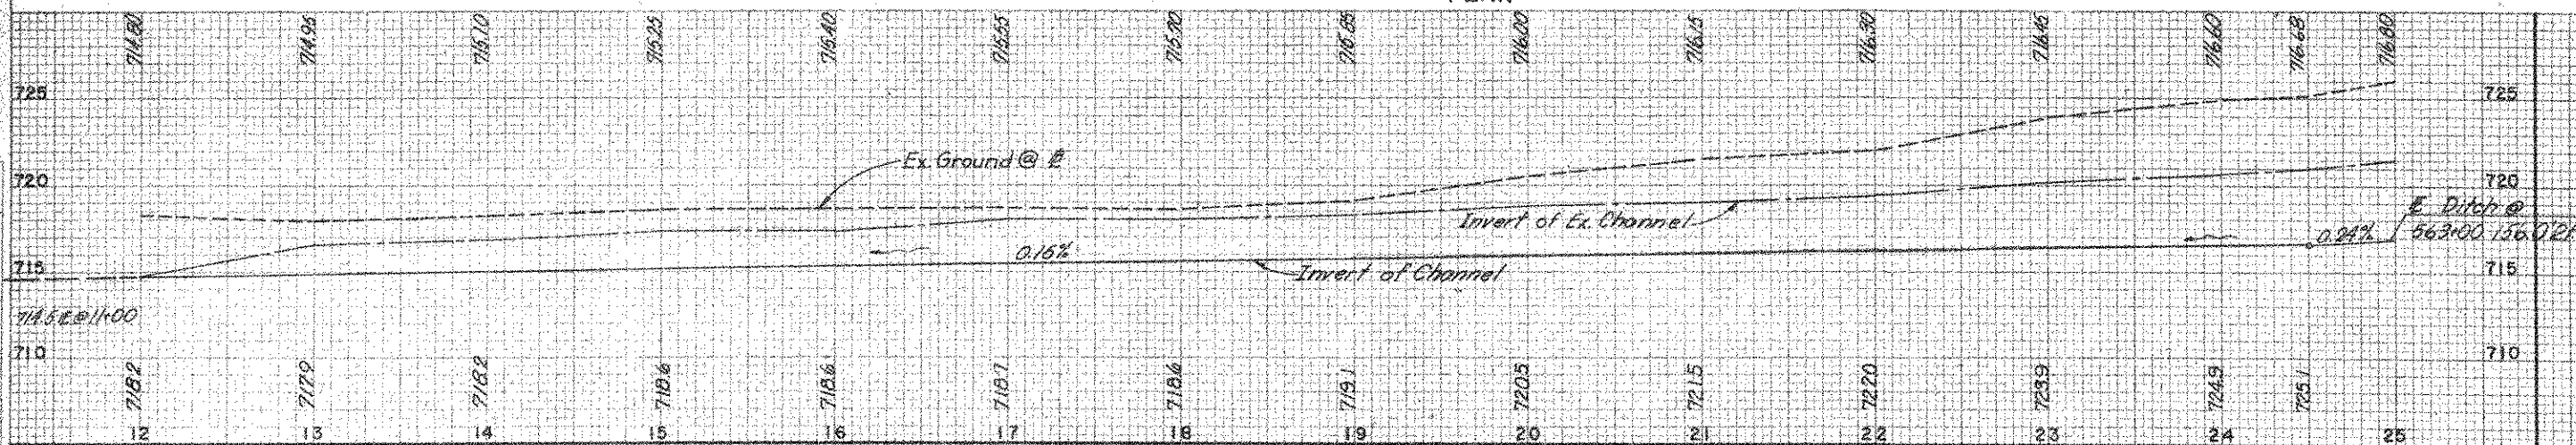 714.80 714.95 715.10 715.25 715.40 715.55 715.70 715.85 716.00 716.15 716.30 716.45 716.60 716.68 716.80
725 725
Ex. Ground @ ⅊
720 720
Invert of Ex. Channel
Ditch @
0.15% 0.24% 563+00
715 Invert of Channel 715
714.5 @ 11+00
710 710
718.2 717.9 718.2 718.6 718.6 718.7 718.6 719.1 720.5 721.5 722.0 723.9 724.9 725.1
12 13 14 15 16 17 18 19 20 21 22 23 24 25